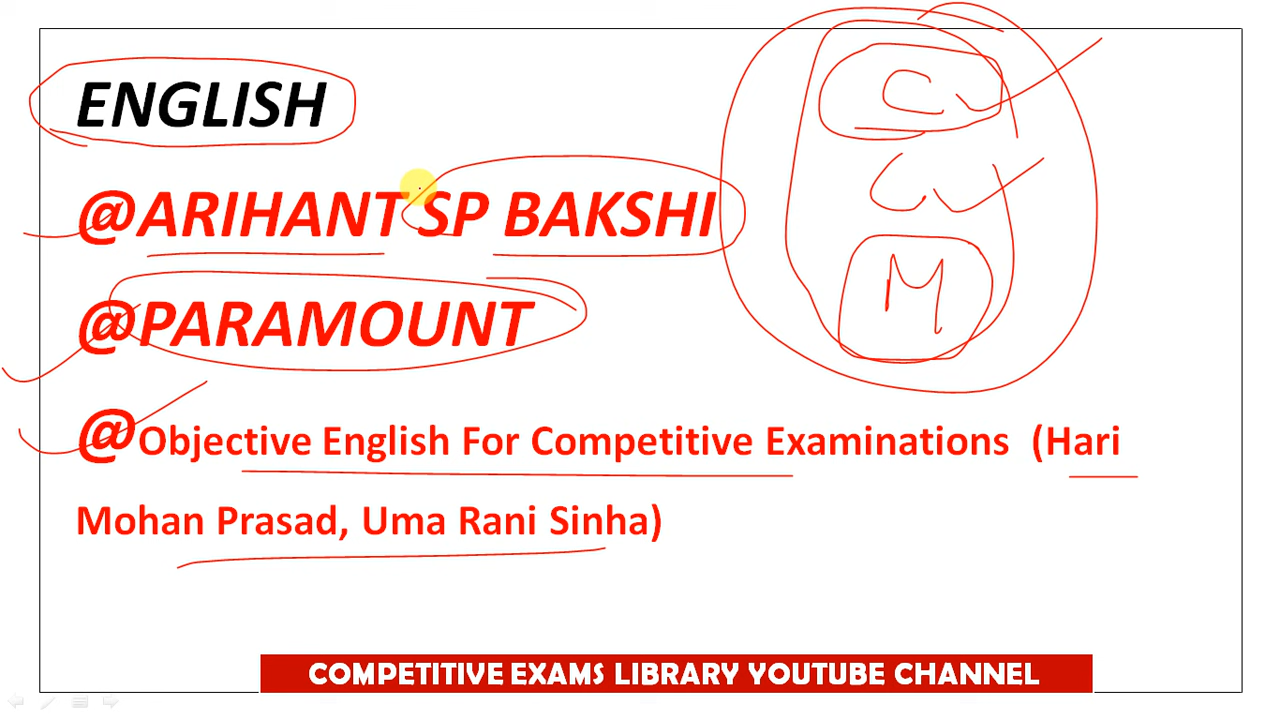 ENGLISH
@ARIHANT SP BAKSHI
@PARAMOUNT
@Objective English For Competitive Examinations (Hari
Mohan Prasad, Uma Rani Sinha)
C
C
M
COMPETITIVE EXAMS LIBRARY YOUTUBE CHANNEL